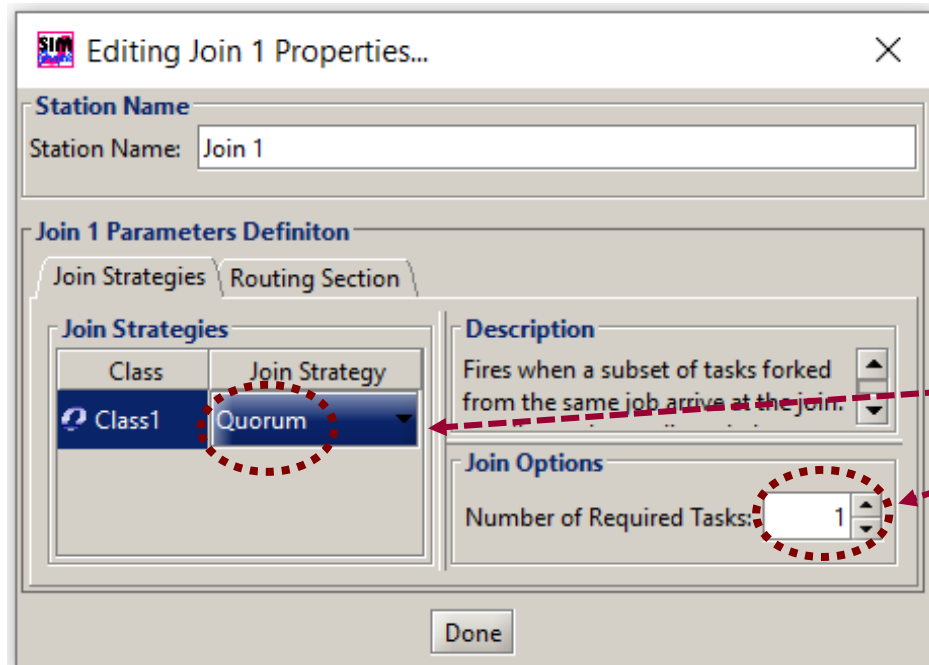 SIM
Editing Join 1 Properties...
Station Name
Station Name: Join 1
Join 1 Parameters Definiton
Join Strategies Routing Section
Join Strategies
Class Join Strategy
Class1 Quorum
Description
Fires when a subset of tasks forked
from the same job arrive at the join.
Join Options
Number of Required Tasks: 1
Done